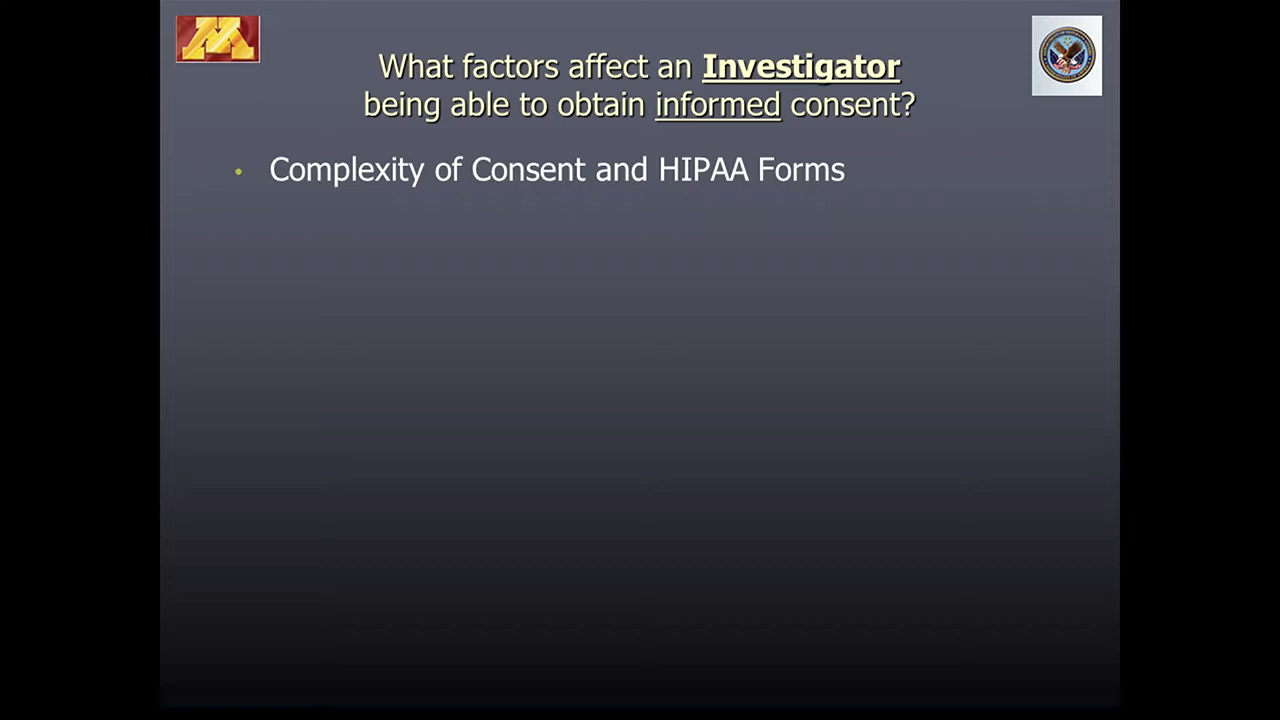 What factors affect an Investigator
being able to obtain informed consent?
• Complexity of Consent and HIPAA Forms